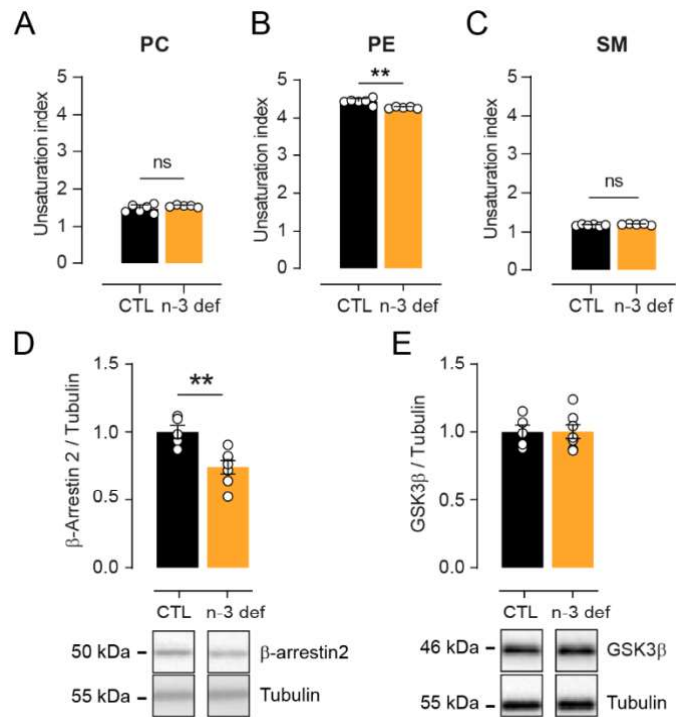 A
PC
Unsaturation index
5
4
3
2
1
0
ns
CTL n-3 def
B
PE
Unsaturation index
5
4
3
2
1
0
**
CTL n-3 def
C
SM
Unsaturation index
5
4
3
2
1
0
ns
CTL n-3 def
D
β-Arrestin 2 / Tubulin
1.5
1.0
0.5
0.0
**
CTL n-3 def
50 kDa
β-arrestin2
55 kDa
Tubulin
E
GSK3β / Tubulin
1.5
1.0
0.5
0.0
CTL n-3 def
46 kDa
GSK3β
55 kDa
Tubulin